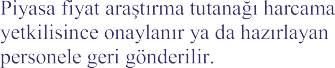 Piyasa fiyat araştırma tutanağı harcama
yetkilisince onaylanır ya da hazırlayan
personele geri gönderilir.